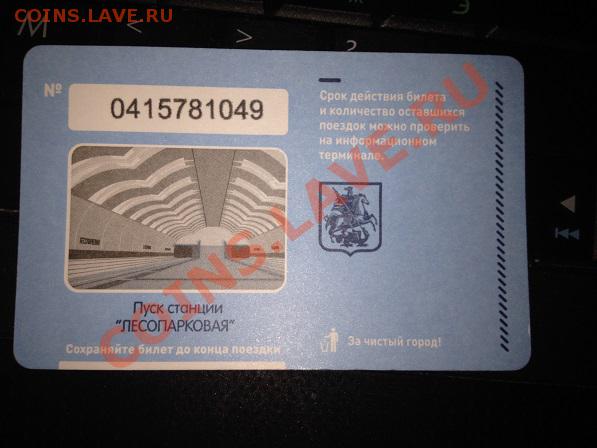 COINS.LAVE.RU
№ 0415781049
Срок действия билета
и количество оставшихся
поездок можно проверить
на информационном
терминале.
Пуск станции
"ЛЕСОПАРКОВАЯ"
Сохраняйте билет до конца поездки
За чистый город!
COINS.LAVE.RU